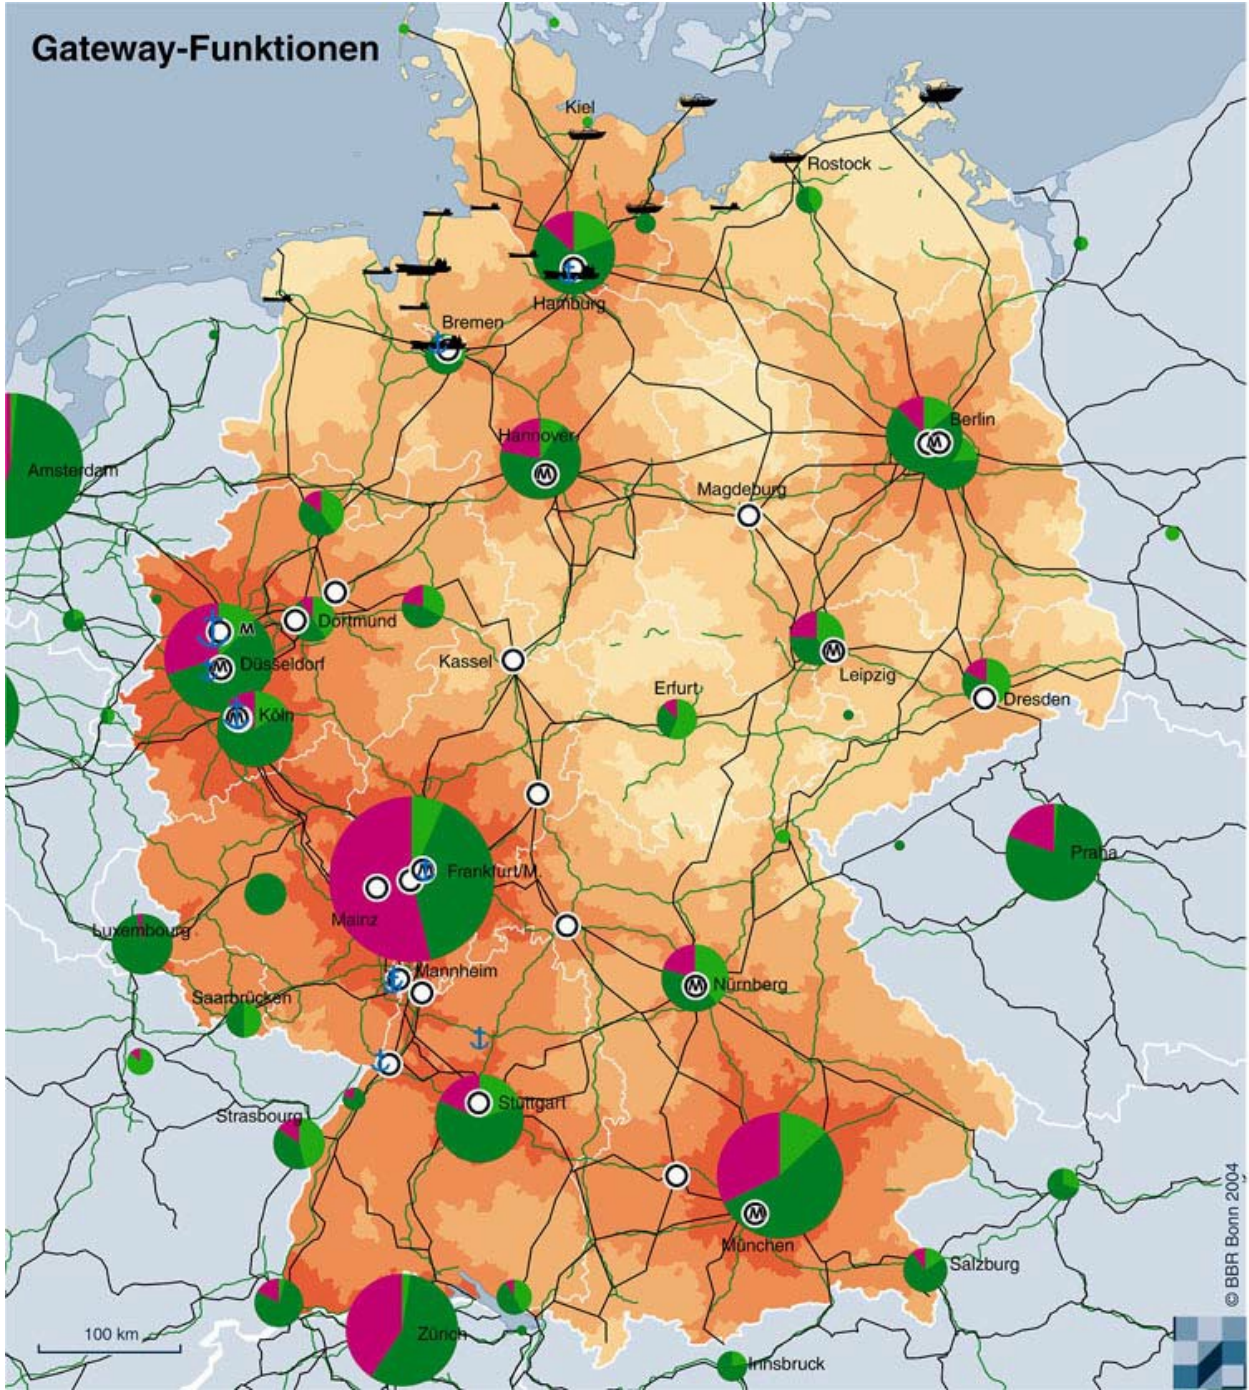 Gateway-Funktionen
Kiel
Rostock
Hamburg
Bremen
Hannover
Berlin
Amsterdam
Magdeburg
M
M
M
Dortmund
M
M
Düsseldorf
Kassel
M
Leipzig
Erfurt
Dresden
M
Köln
M
Frankfurt/M.
Praha
Mainz
Luxembourg
Mannheim
Saarbrücken
M
Nürnberg
Stuttgart
Strasbourg
M
München
Salzburg
100 km
Zürich
Innsbruck
© BBR Bonn 2004